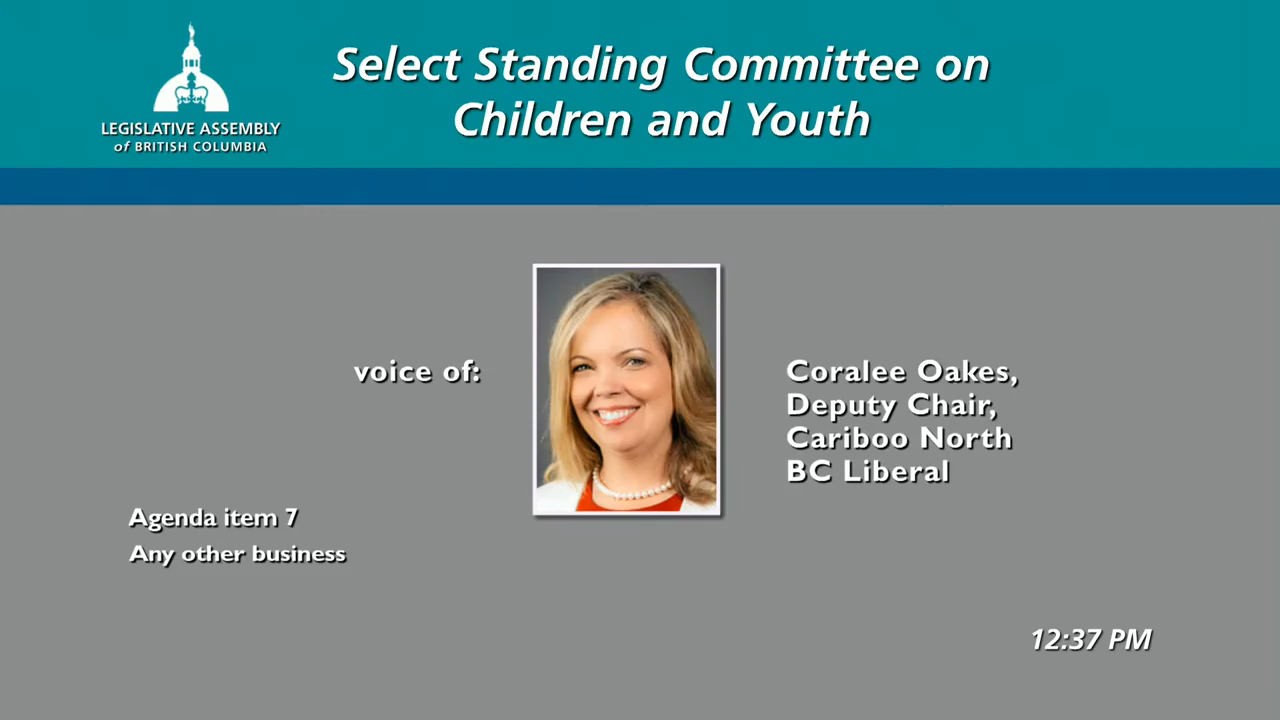 Select Standing Committee on
Children and Youth
LEGISLATIVE ASSEMBLY
of BRITISH COLUMBIA
voice of:
Coralee Oakes,
Deputy Chair,
Cariboo North
BC Liberal
Agenda item 7
Any other business
12:37 PM